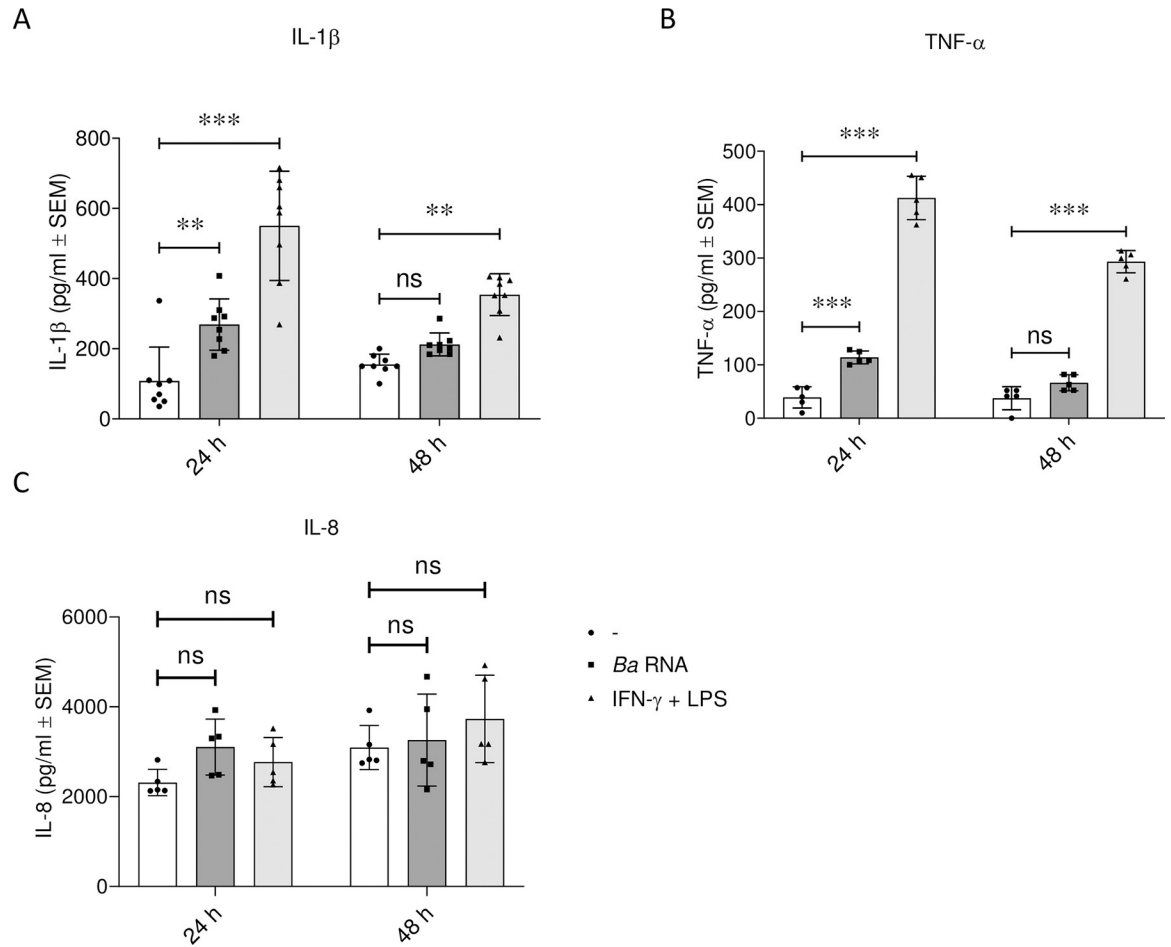 A
IL-1β
IL-1β (pg/ml ± SEM)
800
600
400
200
0
***
**
**
ns
24 h
48 h
B
TNF-α
TNF-α (pg/ml ± SEM)
500
400
300
200
100
0
***
***
***
ns
24 h
48 h
C
IL-8
IL-8 (pg/ml ± SEM)
6000
4000
2000
0
ns
ns
ns
ns
24 h
48 h
-
Ba RNA
IFN-γ + LPS